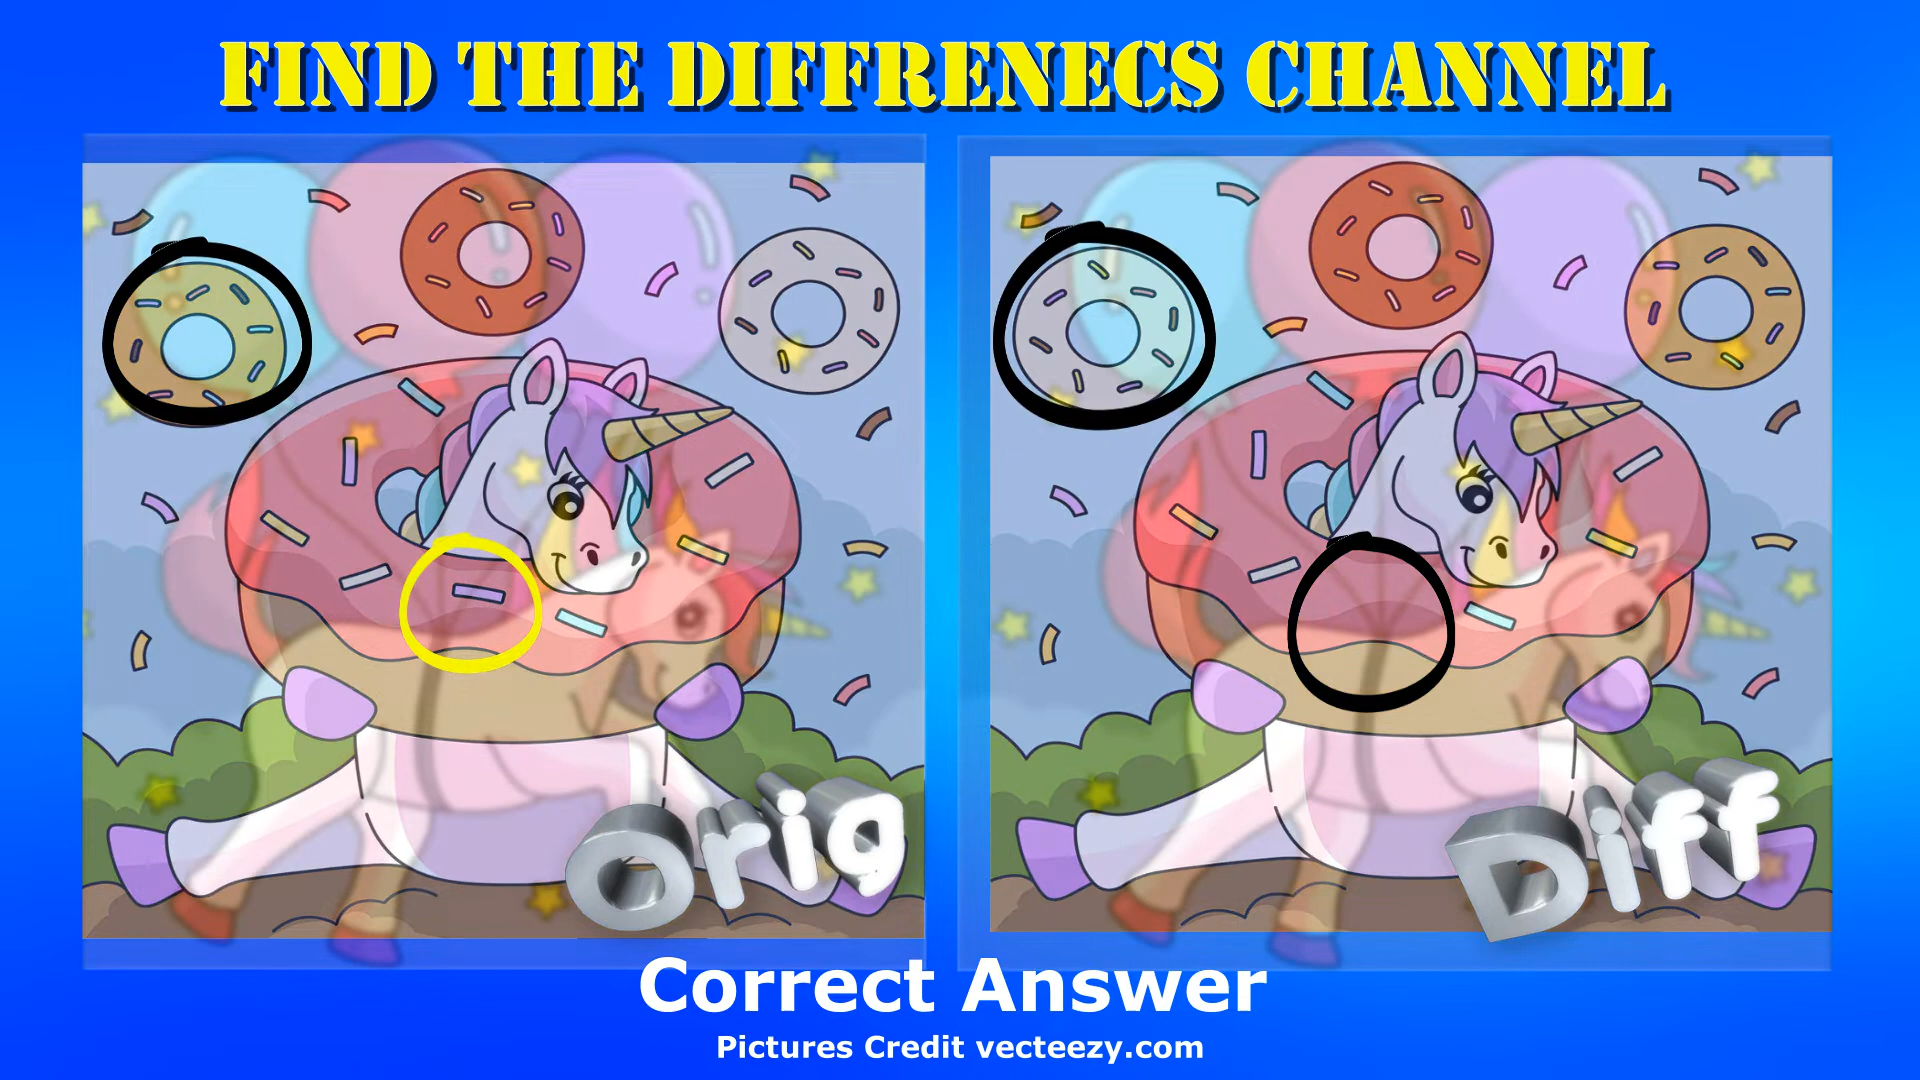 FIND THE DIFFRENECS CHANNEL
Orig
Diff
Correct Answer
Pictures Credit vecteezy.com